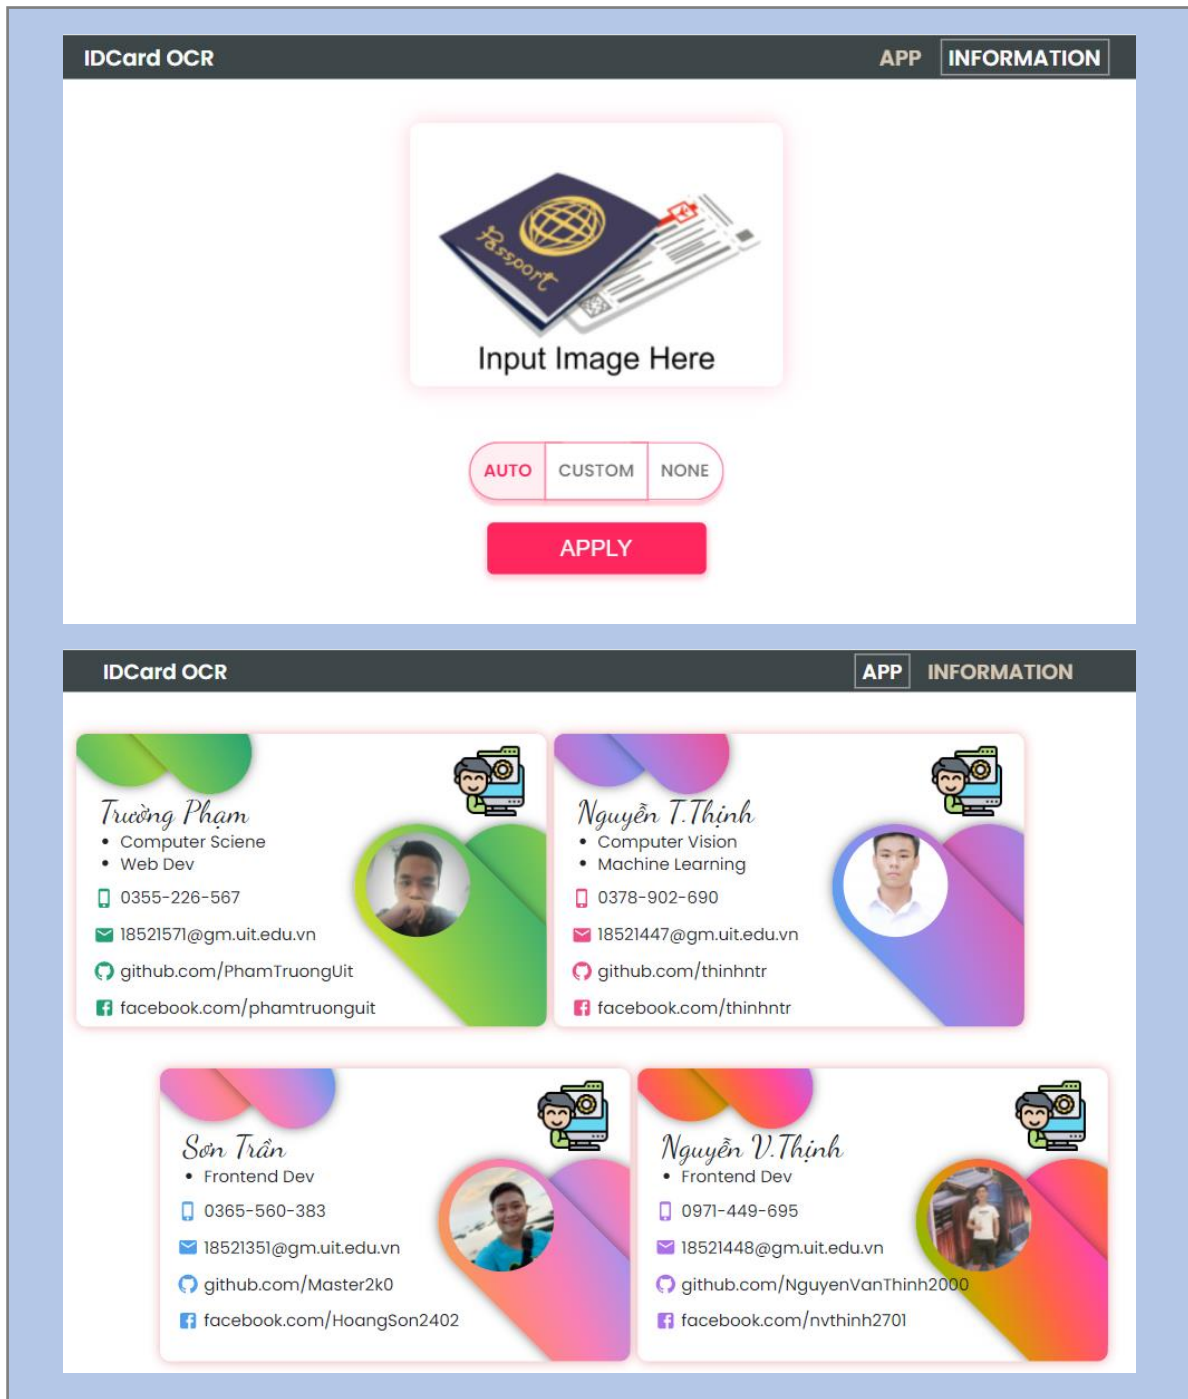 IDCard OCR
APP INFORMATION
Passport
Input Image Here
AUTO CUSTOM NONE
APPLY
IDCard OCR
APP INFORMATION
Trường Phạm
• Computer Sciene
• Web Dev
0355-226-567
18521571@gm.uit.edu.vn
github.com/PhamTruongUit
facebook.com/phamtruonguit
Nguyễn T.Thịnh
• Computer Vision
• Machine Learning
0378-902-690
18521447@gm.uit.edu.vn
github.com/thinhntr
facebook.com/thinhntr
Sơn Trần
• Frontend Dev
0365-560-383
18521351@gm.uit.edu.vn
github.com/Master2k0
facebook.com/HoangSon2402
Nguyễn V.Thịnh
• Frontend Dev
0971-449-695
18521448@gm.uit.edu.vn
github.com/NguyenVanThinh2000
facebook.com/nvthinh2701